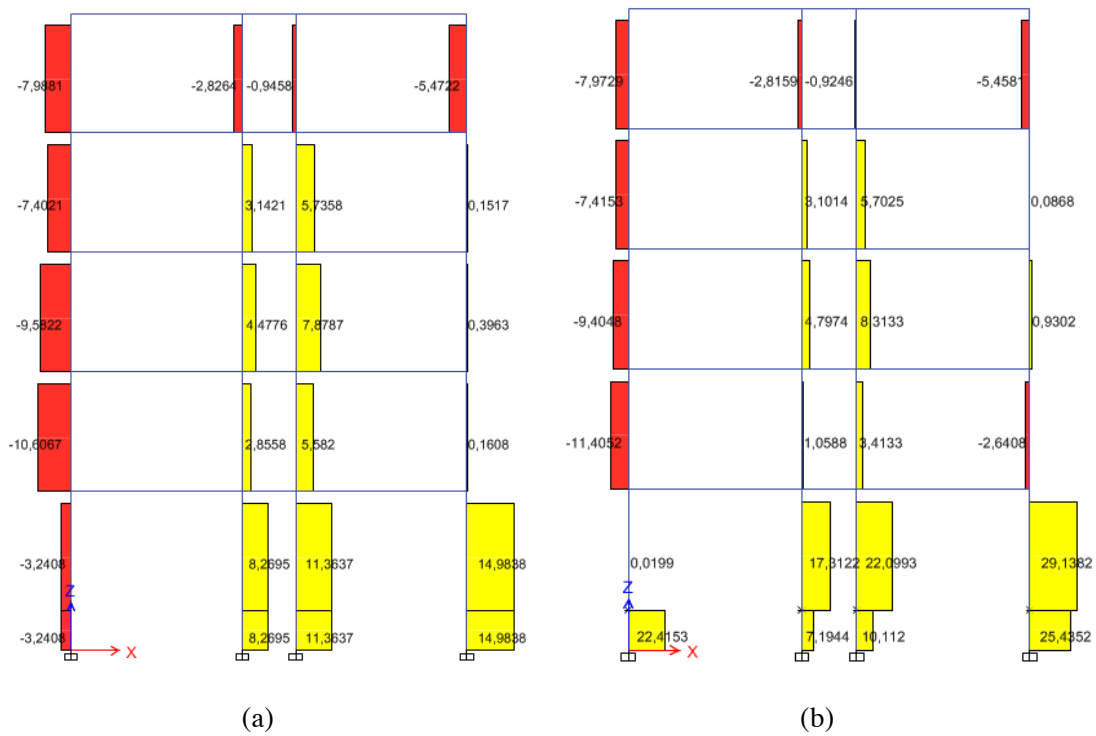 -7,9881 -2,8264 -0,9458 -5,4722
-7,4021 3,1421 5,7358 0,1517
-9,5822 4,4776 7,8787 0,3963
-10,6067 2,8558 5,582 0,1608
-3,2408 8,2695 11,3637 14,9838
Z
-3,2408 8,2695 11,3637 14,9838
X
(a)
-7,9729 -2,8159 -0,9246 -5,4581
-7,4153 3,1014 5,7025 0,0868
-9,4048 4,7974 8,3133 0,9302
-11,4052 1,0588 3,4133 -2,6408
0,0199 17,3122 22,0993 29,1382
Z
22,4153 7,1944 10,112 25,4352
X
(b)